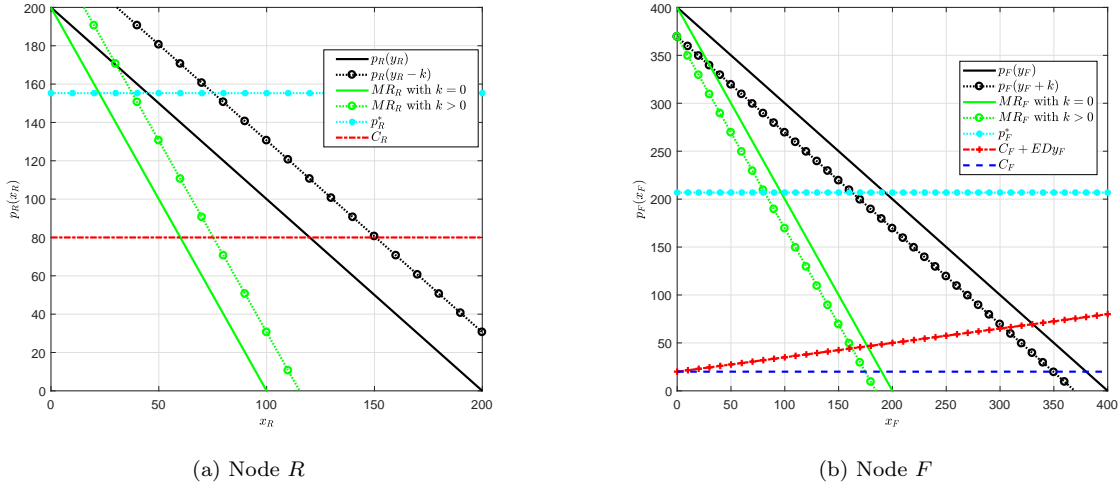 200
180
160
140
120
100
80
60
40
20
0
p_R(x_R)
0 50 100 150 200
x_R
p_R(y_R)
p_R(y_R − k)
MR_R with k = 0
MR_R with k > 0
p_R^*
C_R
(a) Node R
400
350
300
250
200
150
100
50
0
p_F(x_F)
0 50 100 150 200 250 300 350 400
x_F
p_F(y_F)
p_F(y_F + k)
MR_F with k = 0
MR_F with k > 0
p_F^*
C_F + EDy_F
C_F
(b) Node F